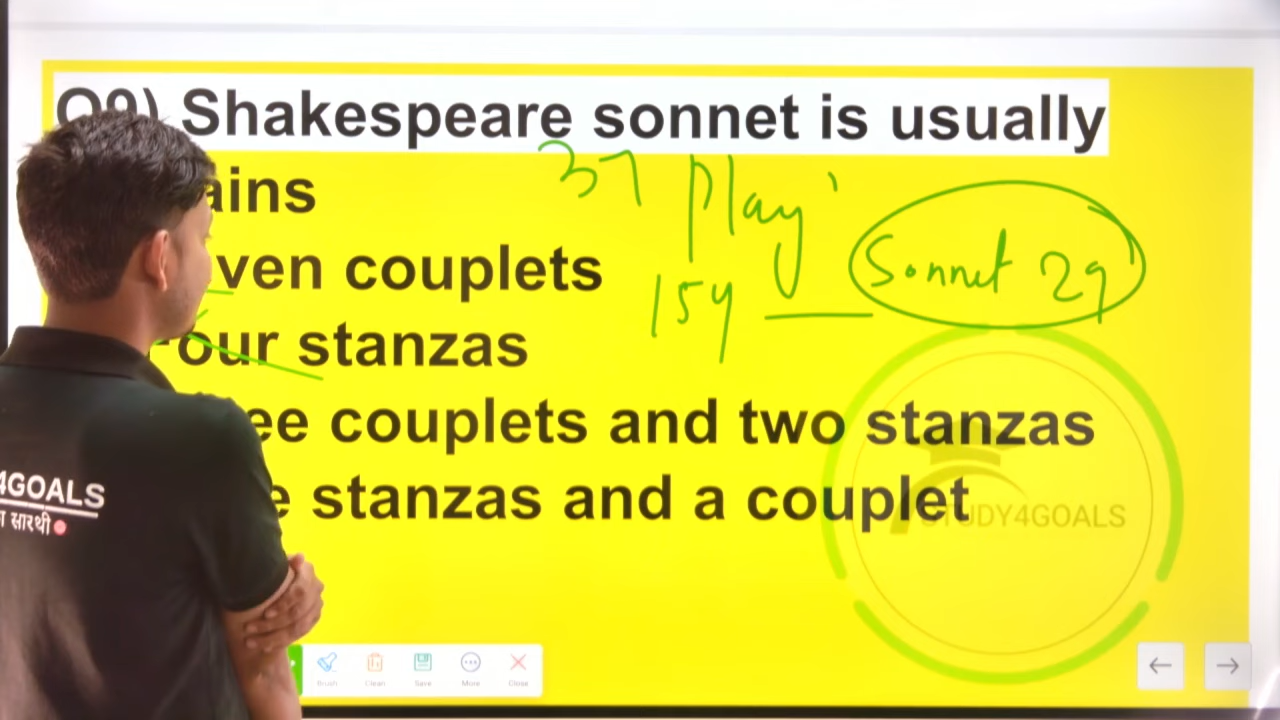 Q9) Shakespeare sonnet is usually
ains
ven couplets
our stanzas
ee couplets and two stanzas
e stanzas and a couplet
37 Play
154
Sonnet 29
STUDY4GOALS
4GOALS
ा सारथी
Brush
Clean
Save
More
Close